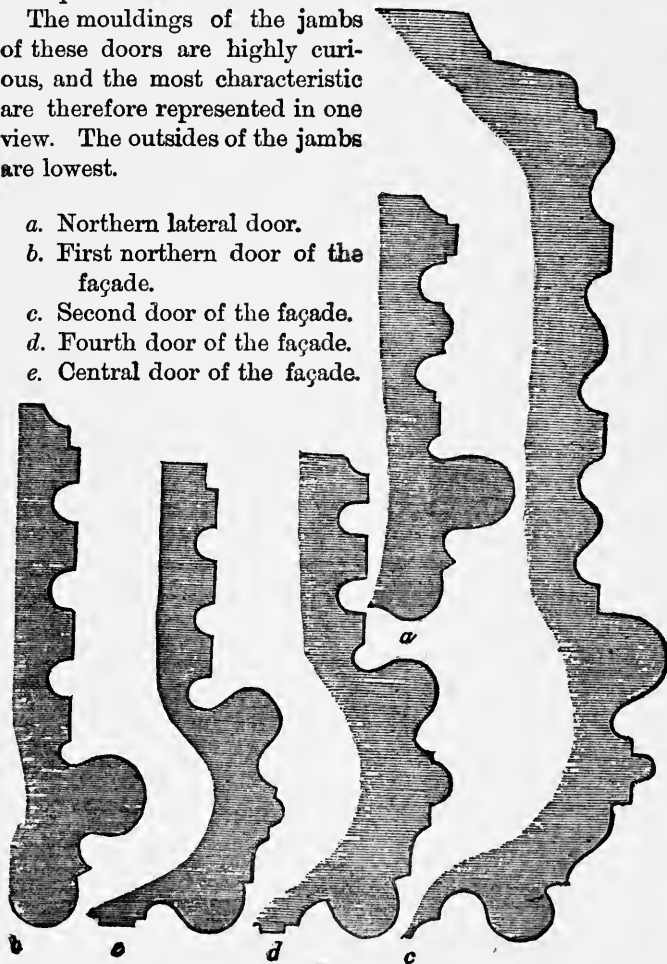 The mouldings of the jambs
of these doors are highly curi-
ous, and the most characteristic
are therefore represented in one
view. The outsides of the jambs
are lowest.
a. Northern lateral door.
b. First northern door of the
façade.
c. Second door of the façade.
d. Fourth door of the façade.
e. Central door of the façade.
a
b
e
d
c